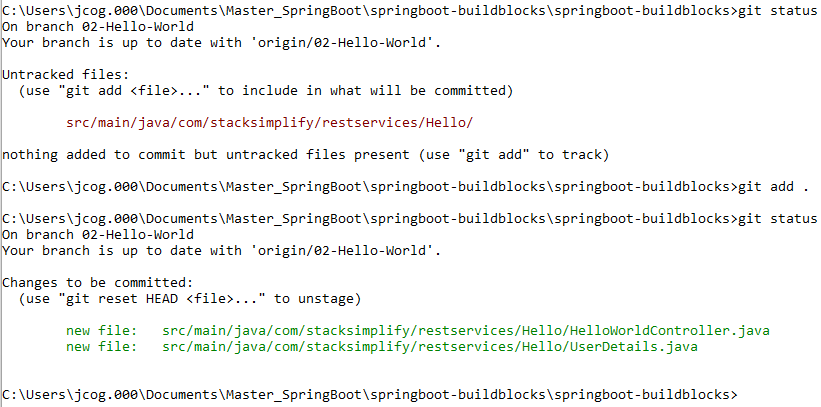 C:\Users\jcog.000\Documents\Master_SpringBoot\springboot-buildblocks\springboot-buildblocks>git status
On branch 02-Hello-World
Your branch is up to date with 'origin/02-Hello-World'.
Untracked files:
  (use "git add <file>..." to include in what will be committed)
        src/main/java/com/stacksimplify/restservices/Hello/
nothing added to commit but untracked files present (use "git add" to track)
C:\Users\jcog.000\Documents\Master_SpringBoot\springboot-buildblocks\springboot-buildblocks>git add .
C:\Users\jcog.000\Documents\Master_SpringBoot\springboot-buildblocks\springboot-buildblocks>git status
On branch 02-Hello-World
Your branch is up to date with 'origin/02-Hello-World'.
Changes to be committed:
  (use "git reset HEAD <file>..." to unstage)
        new file:   src/main/java/com/stacksimplify/restservices/Hello/HelloWorldController.java
        new file:   src/main/java/com/stacksimplify/restservices/Hello/UserDetails.java
C:\Users\jcog.000\Documents\Master_SpringBoot\springboot-buildblocks\springboot-buildblocks>